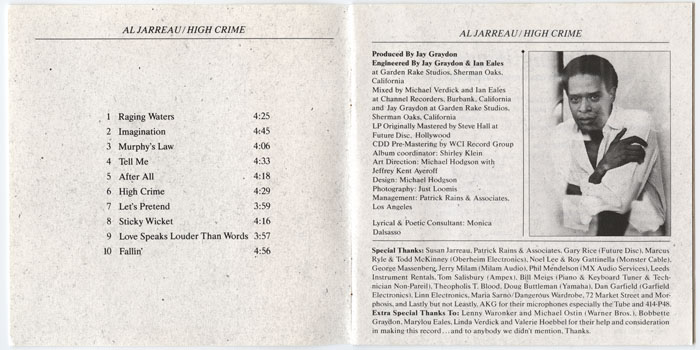 AL JARREAU/HIGH CRIME
1 Raging Waters 4:25
2 Imagination 4:45
3 Murphy's Law 4:06
4 Tell Me 4:33
5 After All 4:18
6 High Crime 4:29
7 Let's Pretend 3:59
8 Sticky Wicket 4:16
9 Love Speaks Louder Than Words 3:57
10 Fallin' 4:56
AL JARREAU/HIGH CRIME
Produced By Jay Graydon
Engineered By Jay Graydon & Ian Eales
at Garden Rake Studios, Sherman Oaks,
California
Mixed by Michael Verdick and Ian Eales
at Channel Recorders, Burbank, California
and Jay Graydon at Garden Rake Studios,
Sherman Oaks, California
LP Originally Mastered by Steve Hall at
Future Disc, Hollywood
CDD Pre-Mastering by WCI Record Group
Album coordinator: Shirley Klein
Art Direction: Michael Hodgson with
Jeffrey Kent Ayeroff
Design: Michael Hodgson
Photography: Just Loomis
Management: Patrick Rains & Associates,
Los Angeles
Lyrical & Poetic Consultant: Monica
Dalsasso
Special Thanks: Susan Jarreau, Patrick Rains & Associates, Gary Rice (Future Disc), Marcus
Ryle & Todd McKinney (Oberheim Electronics), Noel Lee & Roy Gattinella (Monster Cable),
George Massenberg, Jerry Milam (Milam Audio), Phil Mendelson (MX Audio Services), Leeds
Instrument Rentals, Tom Salisbury (Ampex), Bill Meigs (Piano & Keyboard Tuner & Tech-
nician Non-Pareil), Theopholis T. Blood, Doug Buttleman (Yamaha), Dan Garfield (Garfield
Electronics), Linn Electronics, Maria Sarno/Dangerous Wardrobe, 72 Market Street and Mor-
phosis, and Lastly but not Leastly, AKG for their microphones especially the Tube and 414-P48.
Extra Special Thanks To: Lenny Waronker and Michael Ostin (Warner Bros.), Bobbette
Graydon, Marylou Eales, Linda Verdick and Valerie Hoebbel for their help and consideration
in making this record...and to anybody we didn't mention, Thanks.